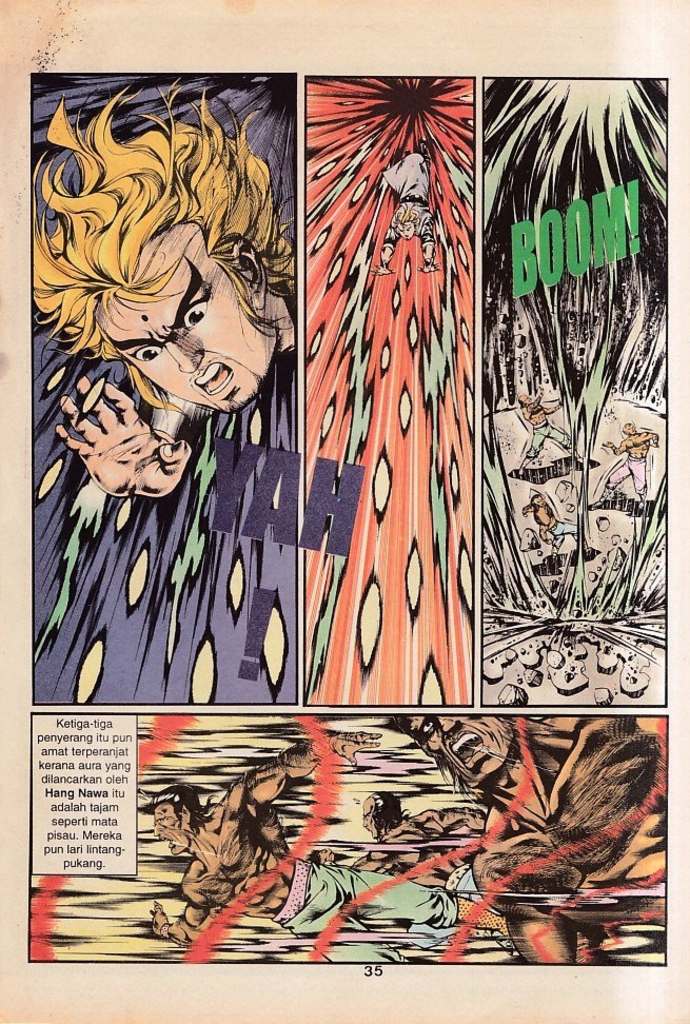 YAH
!
BOOM!
Ketiga-tiga
penyerang itu pun
amat terperanjat
kerana aura yang
dilancarkan oleh
Hang Nawa itu
adalah tajam
seperti mata
pisau. Mereka
pun lari lintang-
pukang.
35